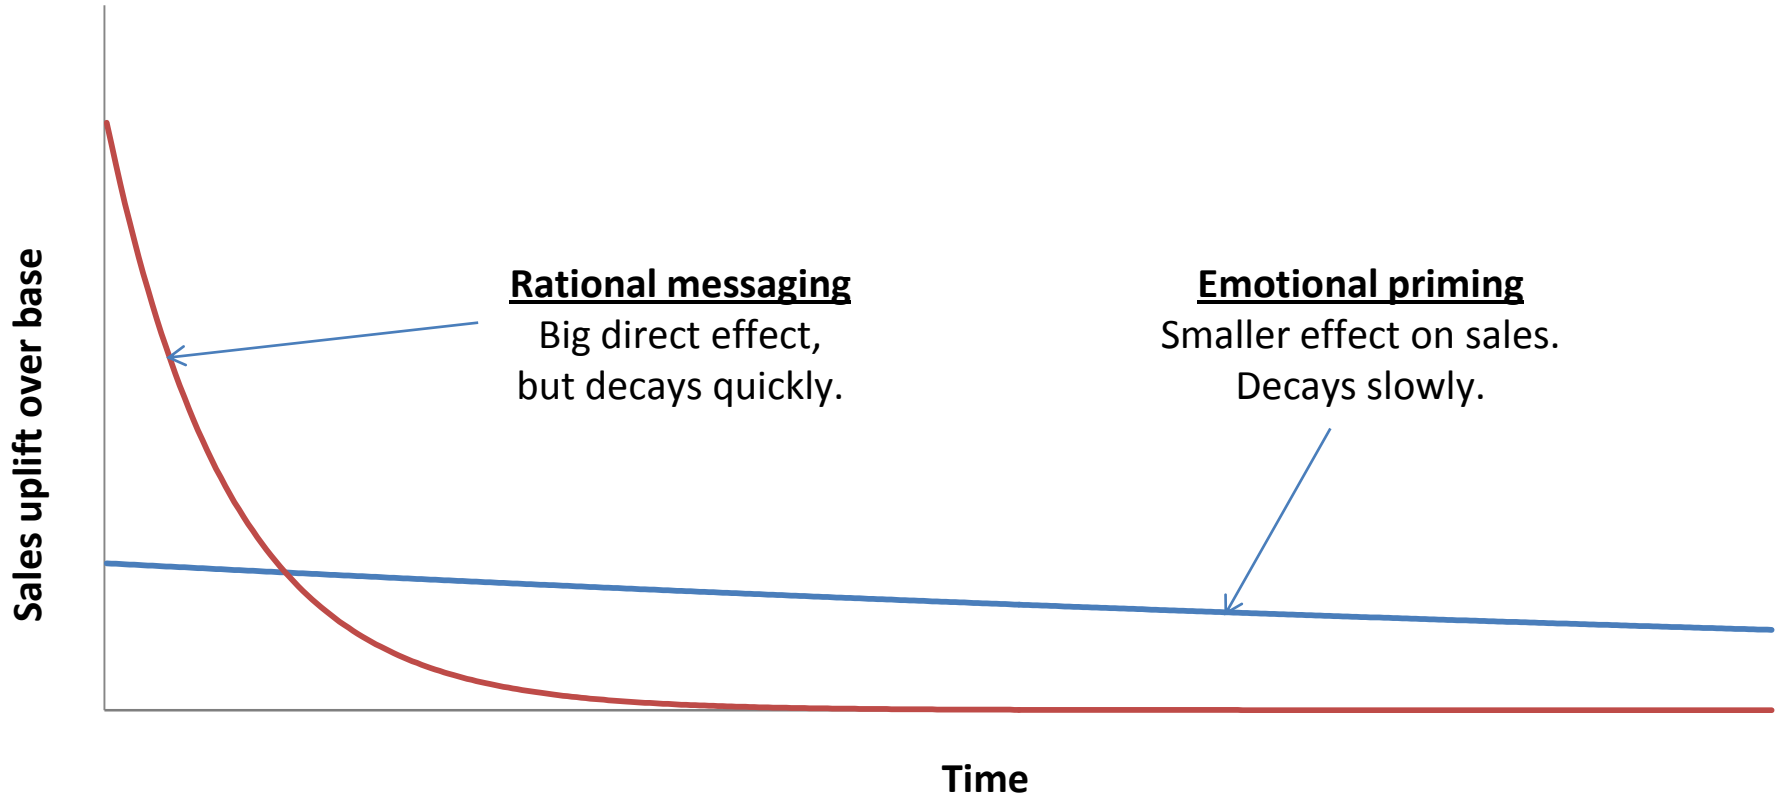 Sales uplift over base
Rational messaging
Big direct effect,
but decays quickly.
Emotional priming
Smaller effect on sales.
Decays slowly.
Time